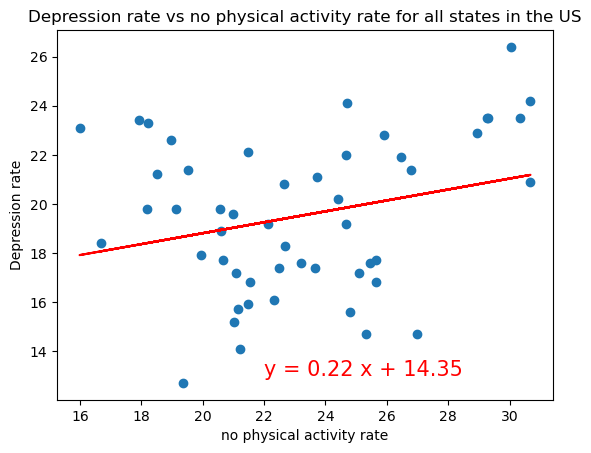 Depression rate vs no physical activity rate for all states in the US
26
24
22
20
18
16
14
Depression rate
y = 0.22 x + 14.35
16 18 20 22 24 26 28 30
no physical activity rate